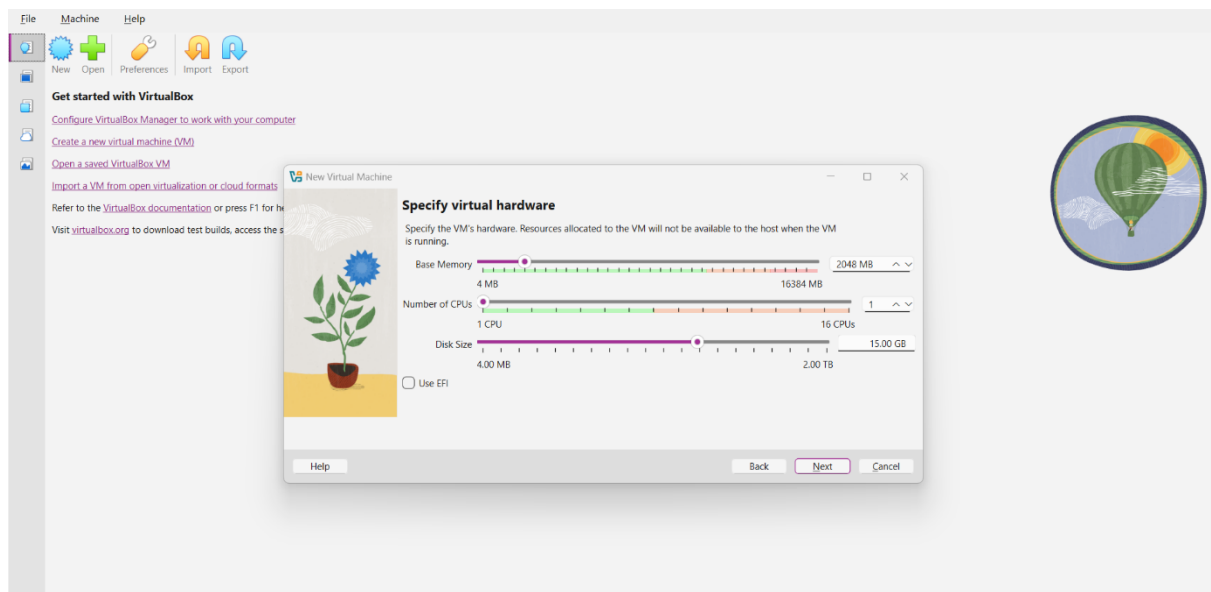 File Machine Help
New Open Preferences Import Export
Get started with VirtualBox
Configure VirtualBox Manager to work with your computer
Create a new virtual machine (VM)
Open a saved VirtualBox VM
Import a VM from open virtualization or cloud formats
Refer to the VirtualBox documentation or press F1 for he
Visit virtualbox.org to download test builds, access the s
New Virtual Machine
Specify virtual hardware
Specify the VM's hardware. Resources allocated to the VM will not be available to the host when the VM
is running.
Base Memory 2048 MB
4 MB 16384 MB
Number of CPUs 1
1 CPU 16 CPUs
Disk Size 15.00 GB
4.00 MB 2.00 TB
Use EFI
Help Back Next Cancel